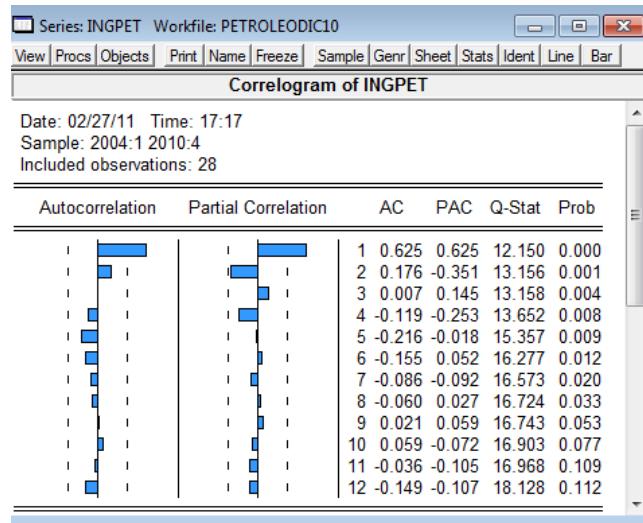 Series: INGPET Workfile: PETROLEODIC10
View Procs Objects Print Name Freeze Sample Genr Sheet Stats Ident Line Bar
Correlogram of INGPET
Date: 02/27/11 Time: 17:17
Sample: 2004:1 2010:4
Included observations: 28
Autocorrelation Partial Correlation AC PAC Q-Stat Prob
1 0.625 0.625 12.150 0.000
2 0.176 -0.351 13.156 0.001
3 0.007 0.145 13.158 0.004
4 -0.119 -0.253 13.652 0.008
5 -0.216 -0.018 15.357 0.009
6 -0.155 0.052 16.277 0.012
7 -0.086 -0.092 16.573 0.020
8 -0.060 0.027 16.724 0.033
9 0.021 0.059 16.743 0.053
10 0.059 -0.072 16.903 0.077
11 -0.036 -0.105 16.968 0.109
12 -0.149 -0.107 18.128 0.112